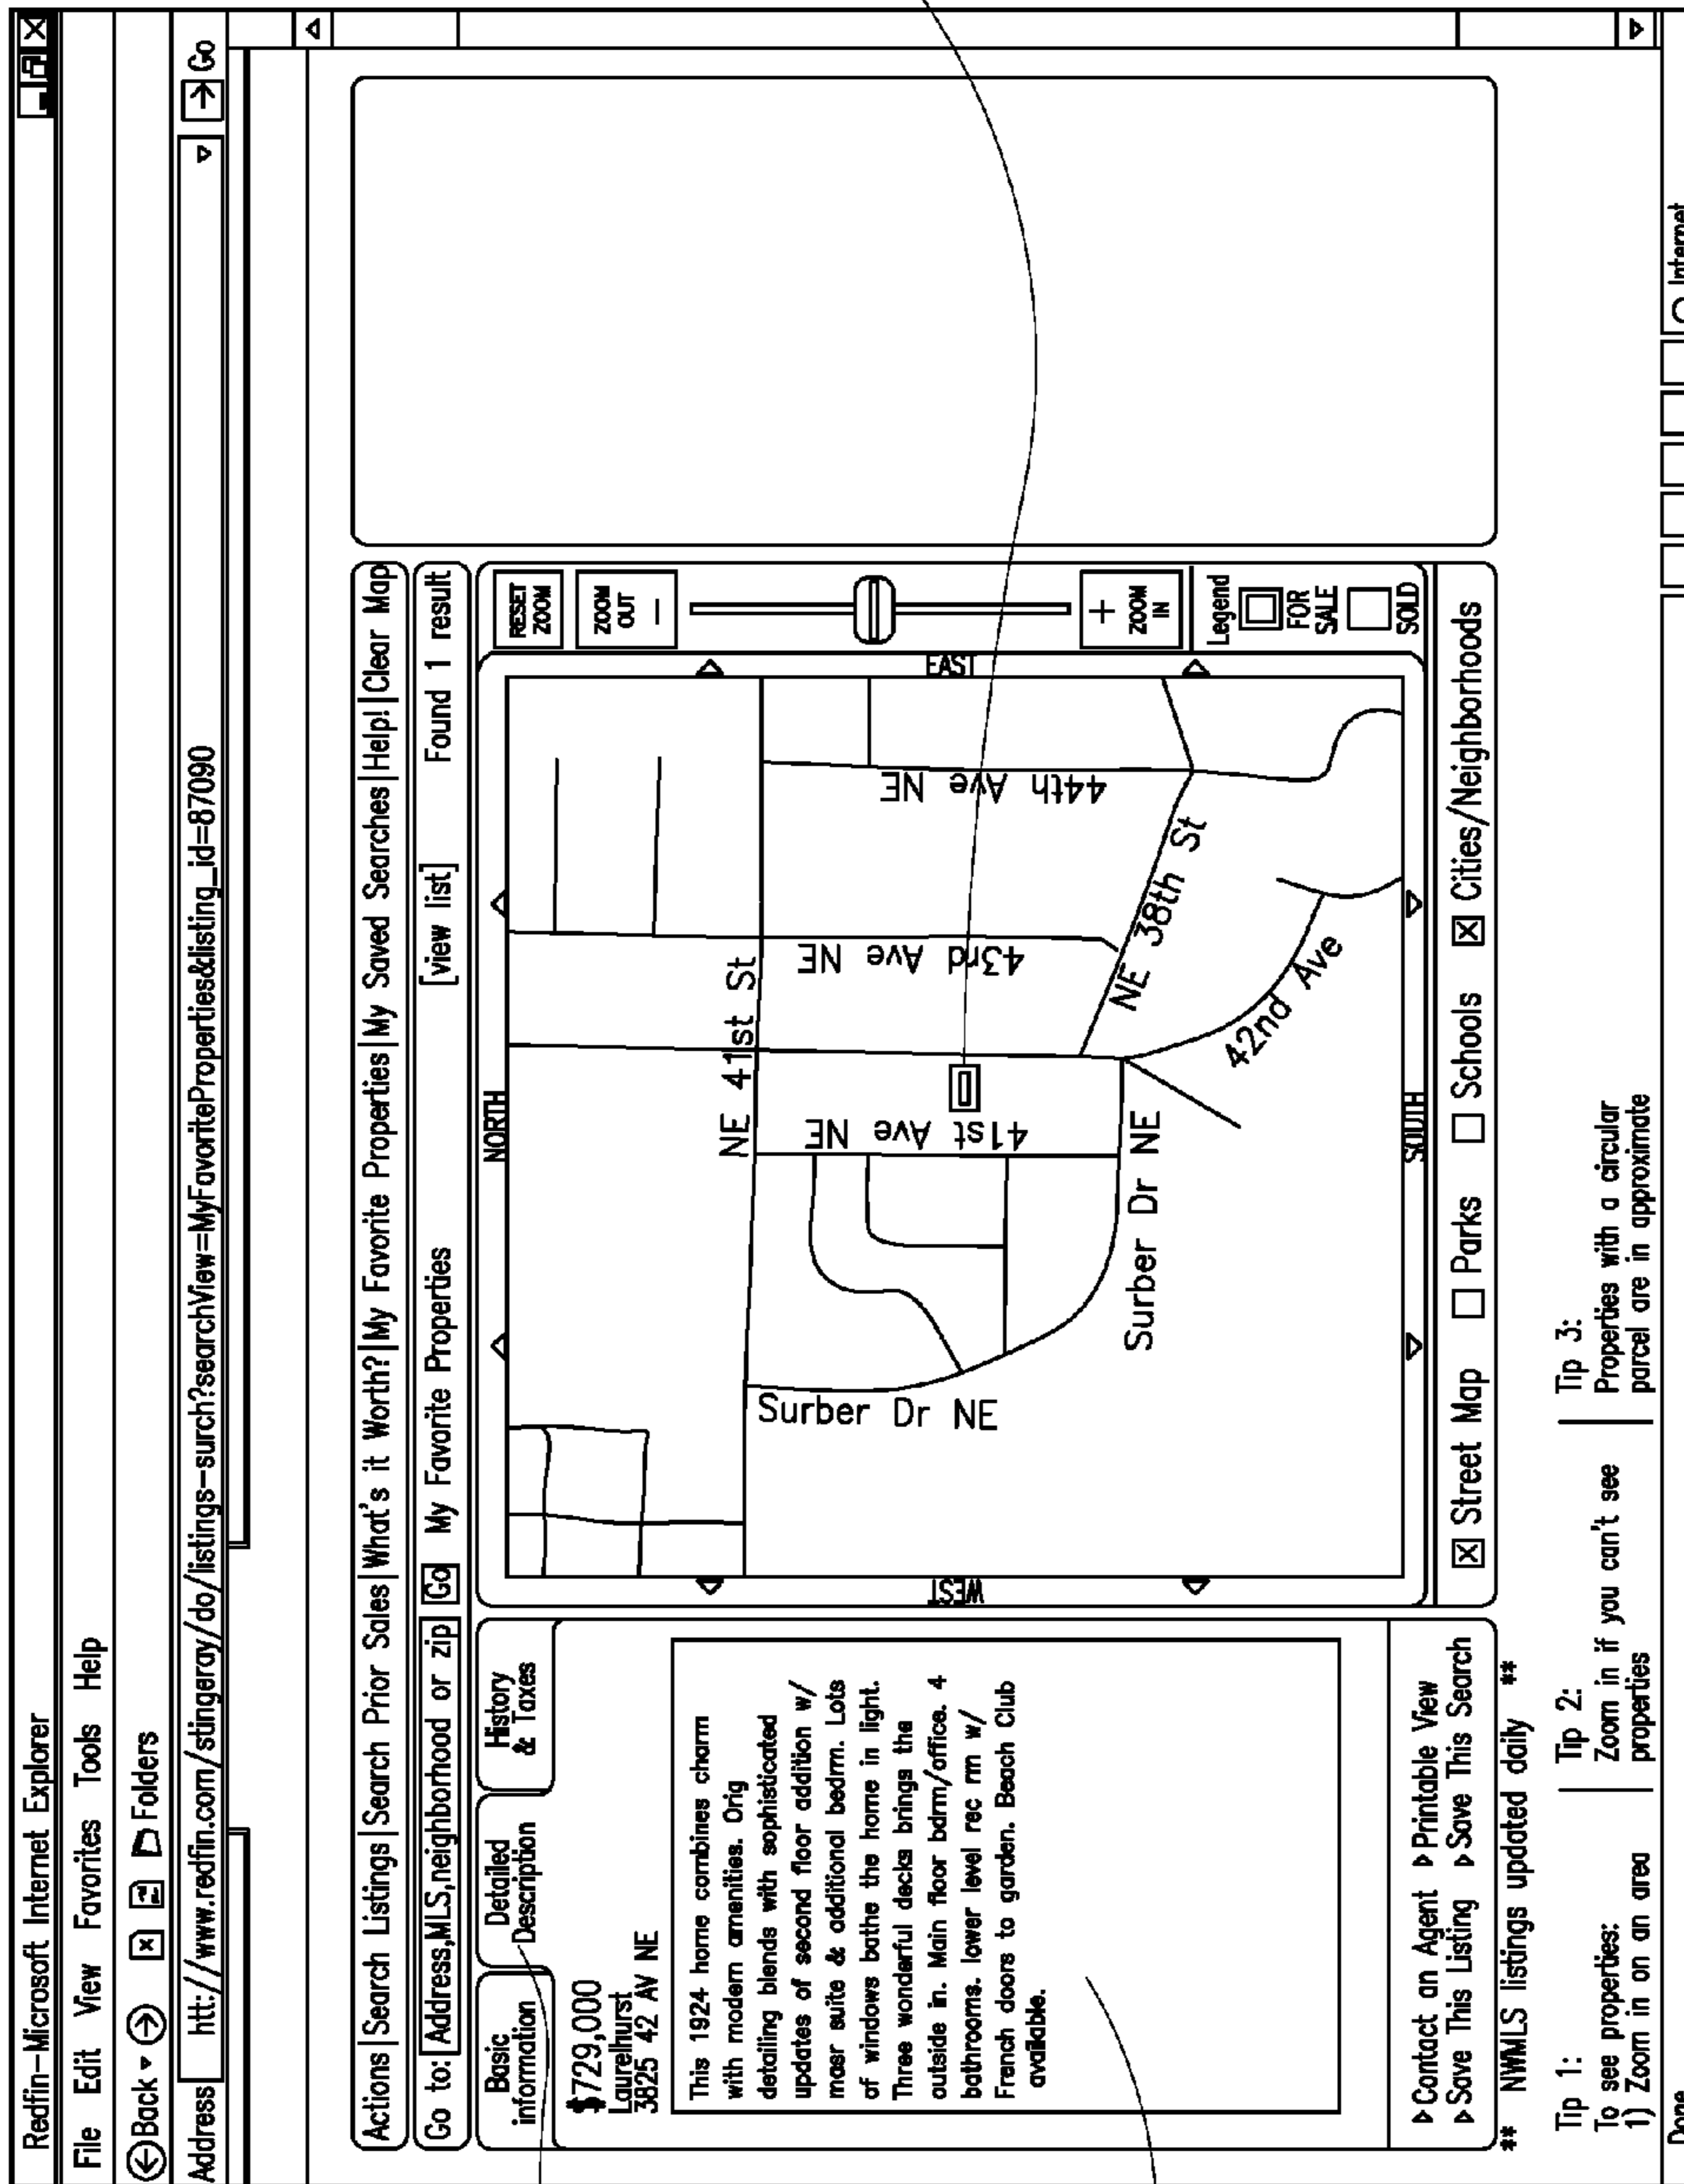 Redfin-Microsoft Internet Explorer
File Edit View Favorites Tools Help
Back Folders
Address htt://www.redfin.com/stingeray/do/listings-surch?searchView=MyFavoriteProperties&listing_id=87090 Go
Actions|Search Listings|Search Prior Sales|What's it Worth?|My Favorite Properties|My Saved Searches|Help!|Clear Map
Go to: Address,MLS,neighborhood or zip Go My Favorite Properties [view list] Found 1 result
Basic information
Detailed Description
History & Taxes
$729,000
Laurelhurst
3825 42 AV NE
This 1924 home combines charm
with modern amenities. Orig
detailing blends with sophisticated
updates of second floor addition w/
masr suite & additional bedrm. Lots
of windows bathe the home in light.
Three wonderful decks brings the
outside in. Main floor bdrm/office. 4
bathrooms. lower level rec rm w/
French doors to garden. Beach Club
available.
▹Contact an Agent ▹Printable View
▹Save This Listing ▹Save This Search
** NWMLS listings updated daily **
NORTH
WEST
EAST
SOUTH
NE 41st St
41st Ave NE
43rd Ave NE
44th Ave NE
NE 38th St
42nd Ave
Surber Dr NE
Surber Dr NE
RESET
ZOOM
ZOOM
OUT
−
+
ZOOM
IN
Legend
FOR
SALE
SOLD
Street Map Parks Schools Cities/Neighborhoods
Tip 1:
To see properties:
1) Zoom in on an area
Tip 2:
Zoom in if you can't see
properties
Tip 3:
Properties with a circular
parcel are in approximate
Done
Internet